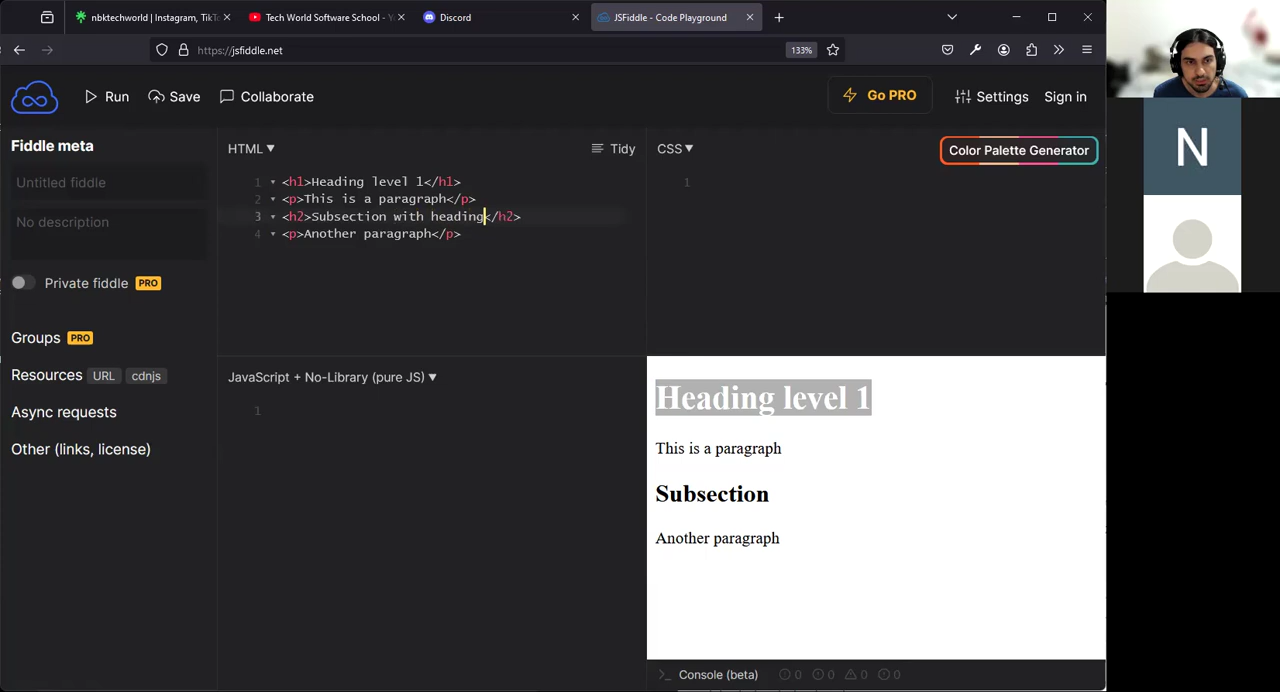 nbktechworld | Instagram, TikTo
Tech World Software School - Y
Discord
JSFiddle - Code Playground
https://jsfiddle.net
133%
Run
Save
Collaborate
Go PRO
Settings
Sign in
Fiddle meta
Untitled fiddle
No description
Private fiddle PRO
Groups PRO
Resources URL cdnjs
Async requests
Other (links, license)
HTML
Tidy
1 <h1>Heading level 1</h1>
2 <p>This is a paragraph</p>
3 <h2>Subsection with heading</h2>
4 <p>Another paragraph</p>
CSS
Color Palette Generator
1
JavaScript + No-Library (pure JS)
1
Heading level 1
This is a paragraph
Subsection
Another paragraph
Console (beta) 0 0 0 0
N